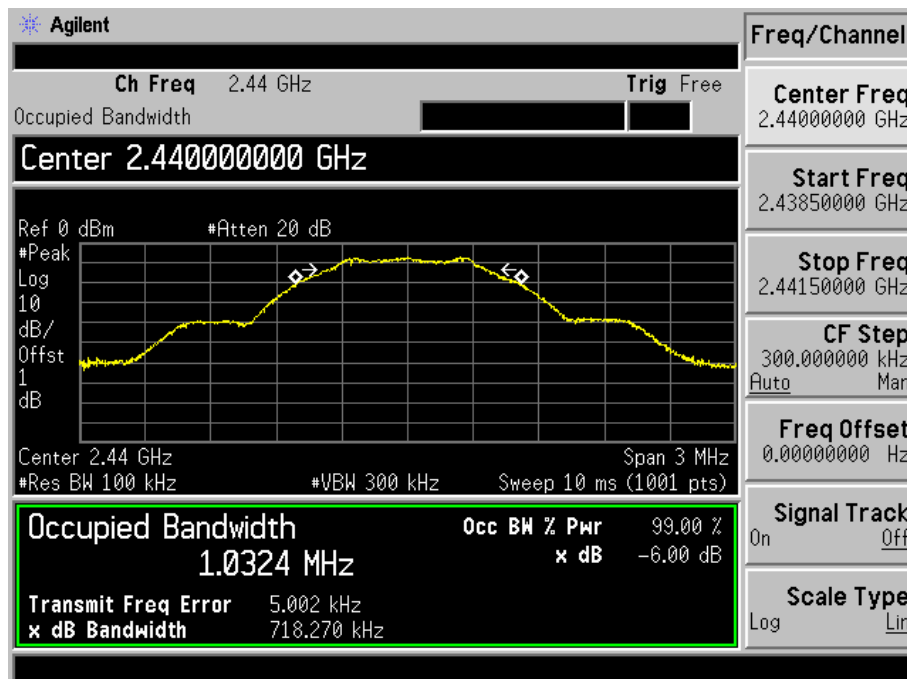 Agilent
Ch Freq 2.44 GHz Trig Free
Occupied Bandwidth
Center 2.440000000 GHz
Ref 0 dBm #Atten 20 dB
#Peak
Log
10
dB/
Offst
1
dB
Center 2.44 GHz Span 3 MHz
#Res BW 100 kHz #VBW 300 kHz Sweep 10 ms (1001 pts)
Occupied Bandwidth Occ BW % Pwr 99.00 %
1.0324 MHz x dB -6.00 dB
Transmit Freq Error 5.002 kHz
x dB Bandwidth 718.270 kHz
Freq/Channel
Center Freq
2.44000000 GHz
Start Freq
2.43850000 GHz
Stop Freq
2.44150000 GHz
CF Step
300.000000 kHz
Auto Man
Freq Offset
0.00000000 Hz
Signal Track
On Off
Scale Type
Log Lin